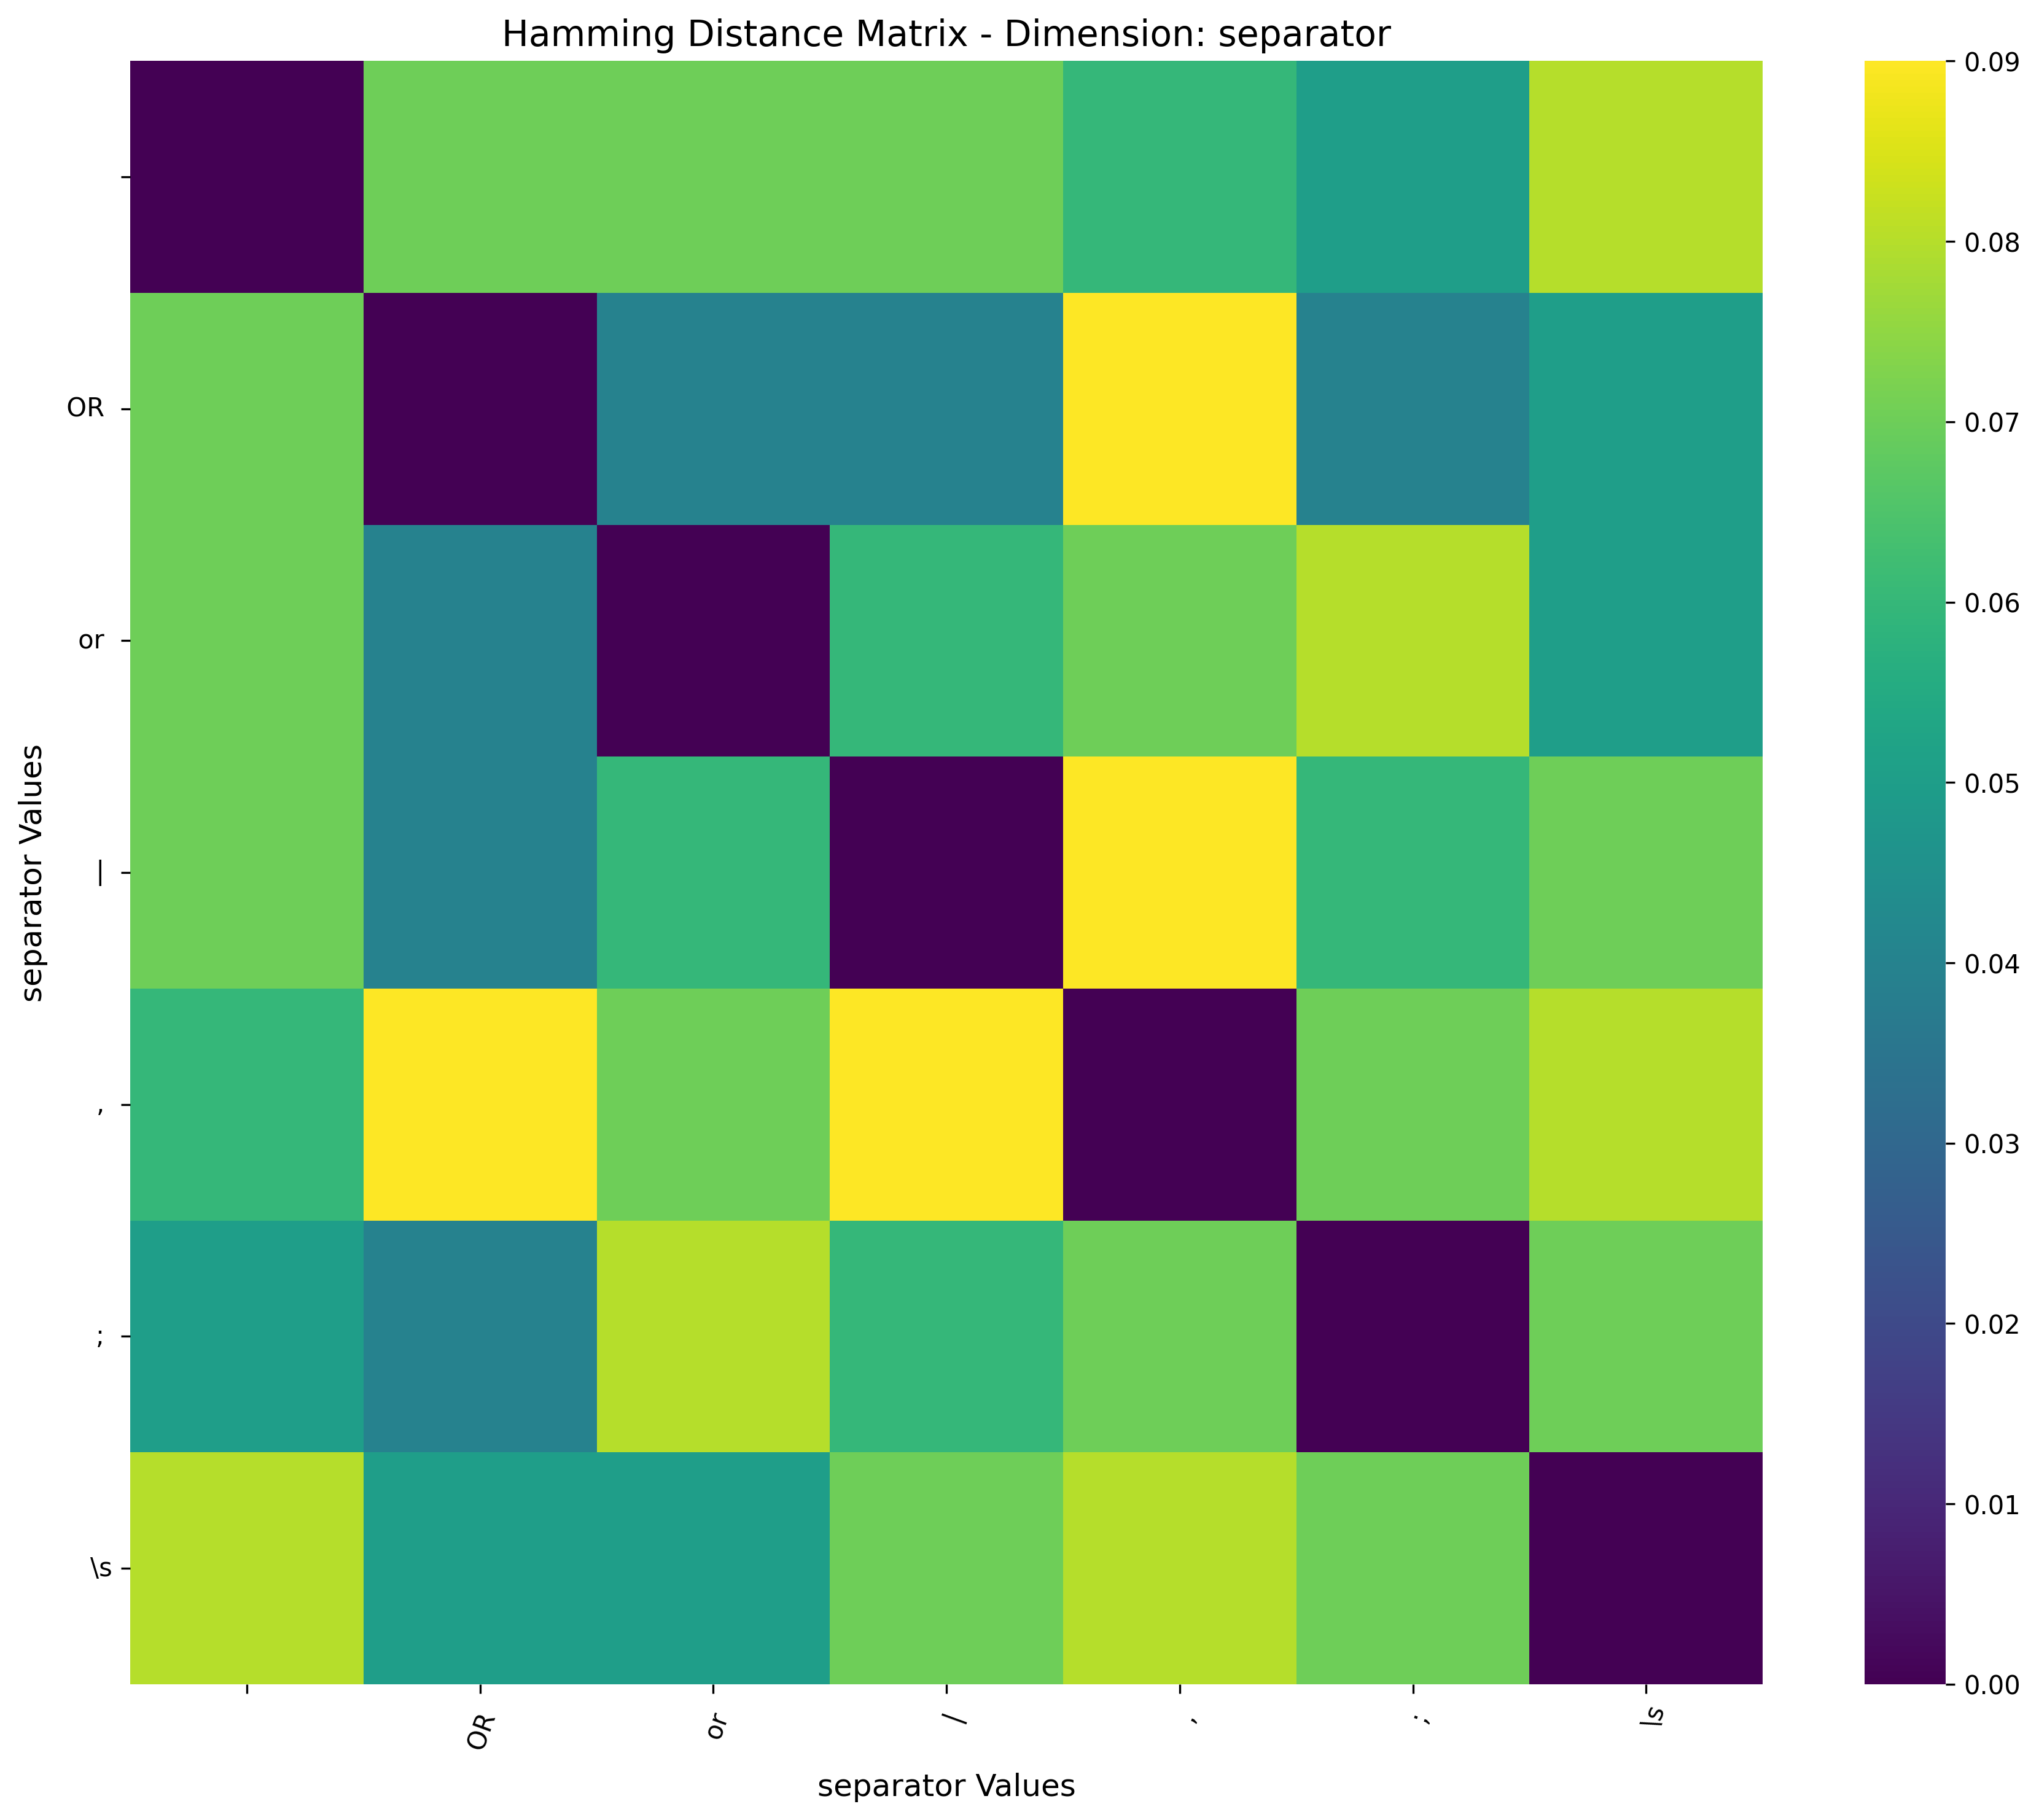 Hamming Distance Matrix - Dimension: separator
separator Values
OR
or
|
,
;
\s
OR
or
|
,
;
\s
separator Values
0.09
0.08
0.07
0.06
0.05
0.04
0.03
0.02
0.01
0.00